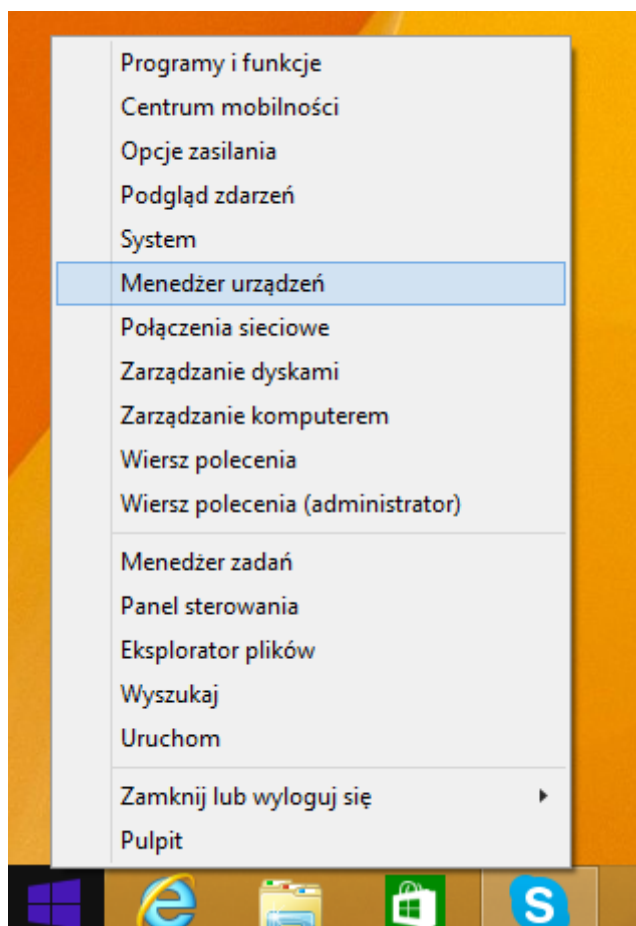 Programy i funkcje
Centrum mobilności
Opcje zasilania
Podgląd zdarzeń
System
Menedżer urządzeń
Połączenia sieciowe
Zarządzanie dyskami
Zarządzanie komputerem
Wiersz polecenia
Wiersz polecenia (administrator)
Menedżer zadań
Panel sterowania
Eksplorator plików
Wyszukaj
Uruchom
Zamknij lub wyloguj się
Pulpit